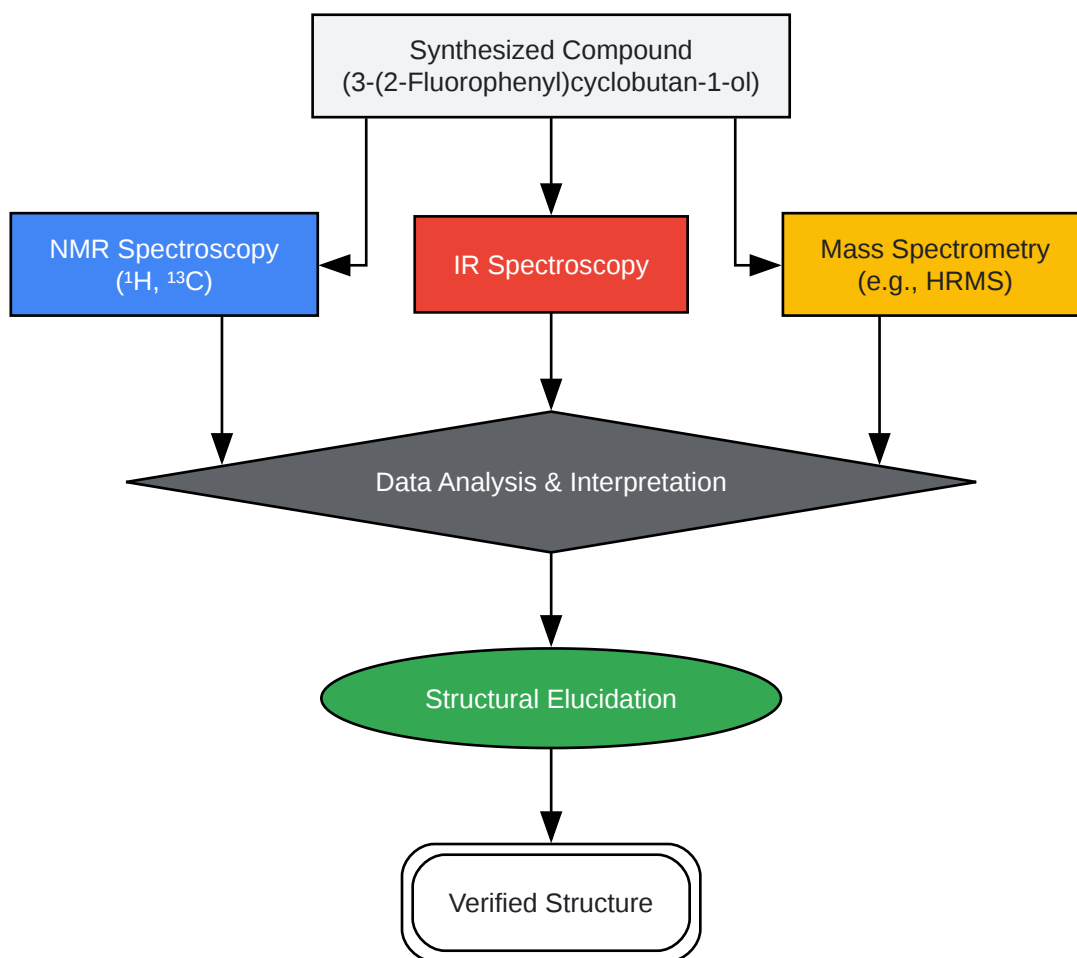 Synthesized Compound
(3-(2-Fluorophenyl)cyclobutan-1-ol)
NMR Spectroscopy
(¹H, ¹³C)
IR Spectroscopy
Mass Spectrometry
(e.g., HRMS)
Data Analysis & Interpretation
Structural Elucidation
Verified Structure